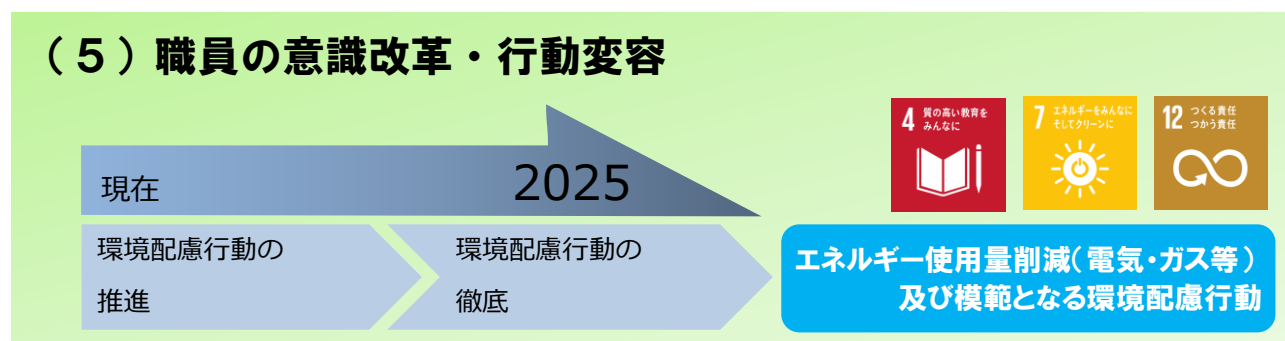 （５）職員の意識改革・行動変容
4 質の高い教育を
みんなに
7 エネルギーをみんなに
そしてクリーンに
12 つくる責任
つかう責任
現在 2025
環境配慮行動の
推進
環境配慮行動の
徹底
エネルギー使用量削減（電気・ガス等）
及び模範となる環境配慮行動